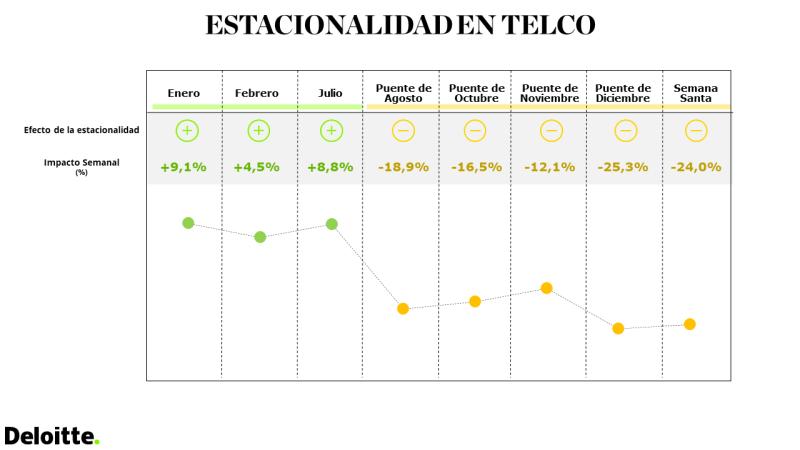 ESTACIONALIDAD EN TELCO
Enero
Febrero
Julio
Puente de
Agosto
Puente de
Octubre
Puente de
Noviembre
Puente de
Diciembre
Semana
Santa
Efecto de la estacionalidad
Impacto Semanal
(%)
+9,1%
+4,5%
+8,8%
-18,9%
-16,5%
-12,1%
-25,3%
-24,0%
Deloitte.